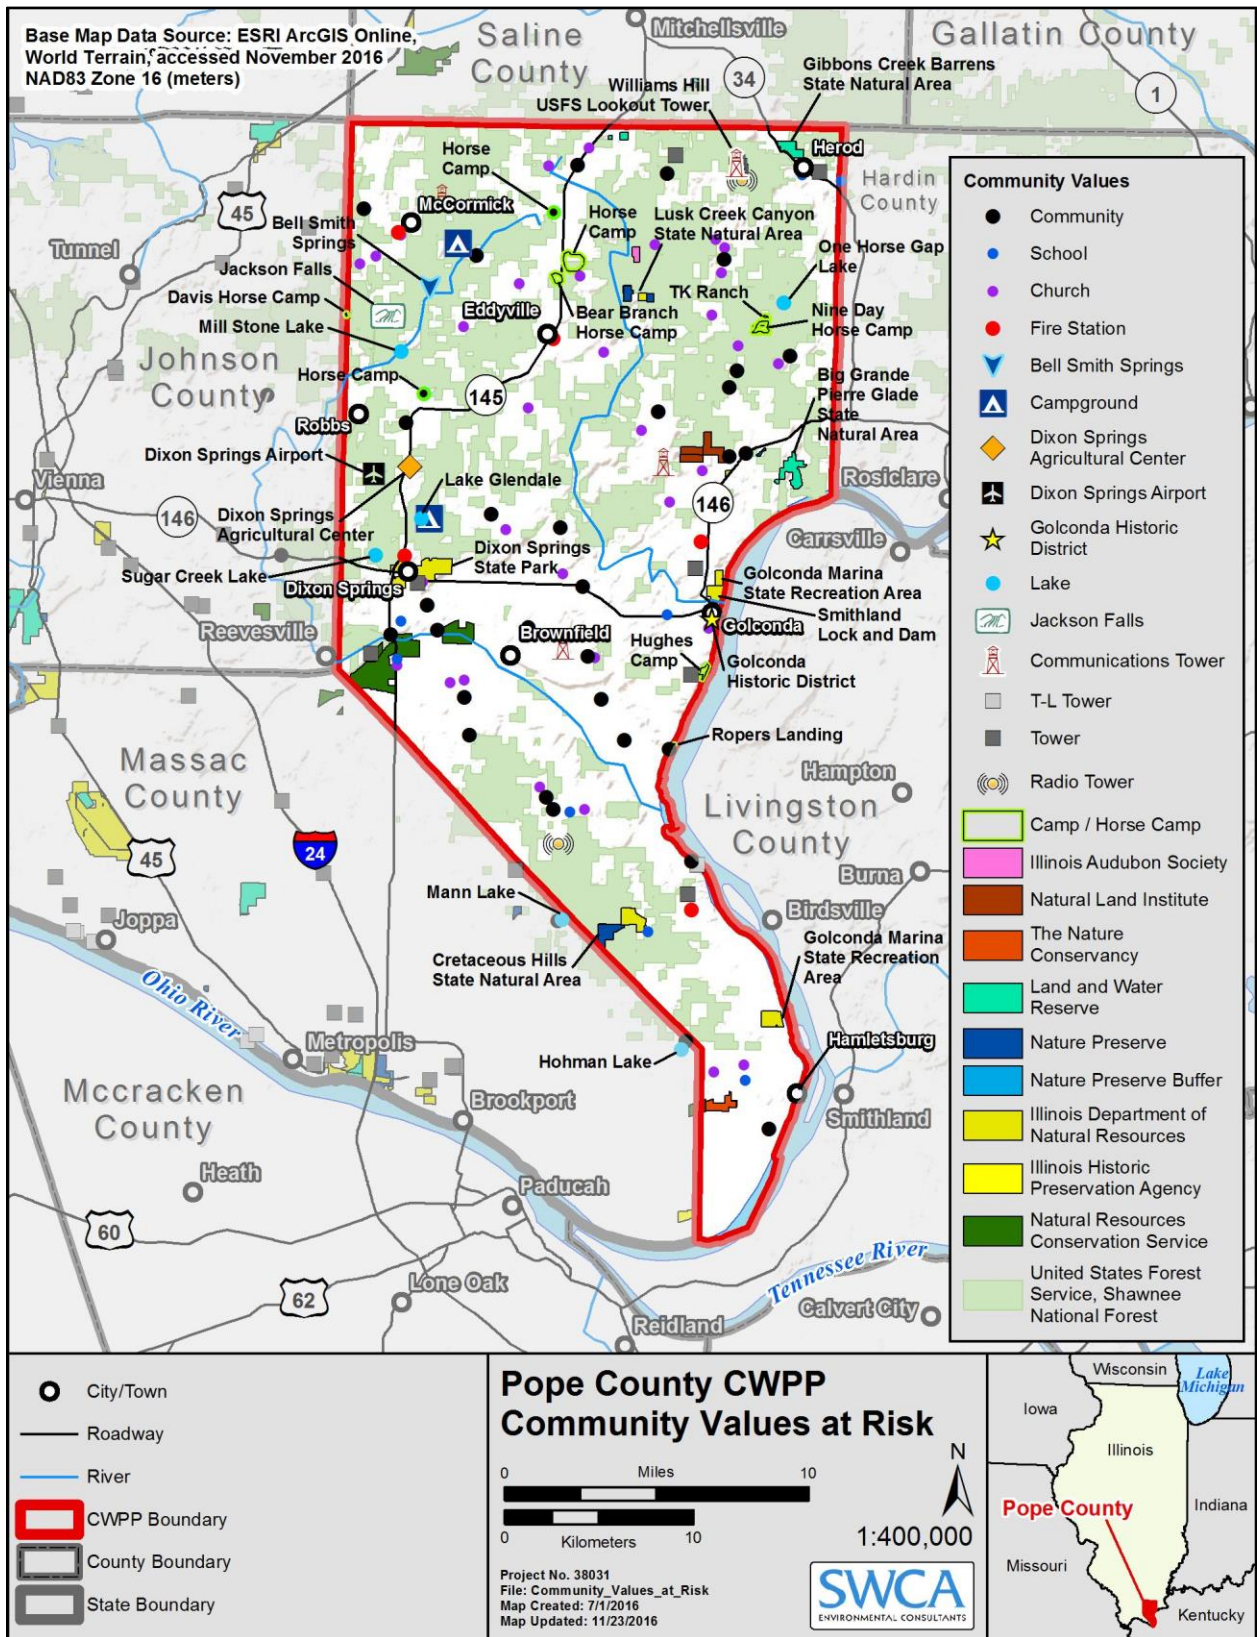 Base Map Data Source: ESRI ArcGIS Online,
World Terrain, accessed November 2016
NAD83 Zone 16 (meters)
Saline
County
Mitchellsville
Gallatin County
34
1
Williams Hill
USFS Lookout Tower
Gibbons Creek Barrens
State Natural Area
Herod
Hardin
County
45
Tunnel
Horse
Camp
McCormick
Bell Smith
Springs
Jackson Falls
Davis Horse Camp
Mill Stone Lake
Horse
Camp
Lusk Creek Canyon
State Natural Area
One Horse Gap
Lake
TK Ranch
Nine Day
Horse Camp
Eddyville
Bear Branch
Horse Camp
Johnson
County
Horse Camp
145
Big Grande
Pierre Glade
State
Natural Area
Robbs
Dixon Springs Airport
Vienna
146
Lake Glendale
Dixon Springs
Agricultural Center
146
Rosiclare
Carrsville
Sugar Creek Lake
Dixon Springs
State Park
Dixon Springs
Golconda Marina
State Recreation Area
Smithland
Lock and Dam
Golconda
Reevesville
Brownfield
Hughes
Camp
Golconda
Historic District
Ropers Landing
Hampton
Massac
County
Livingston
County
24
45
Burna
Mann Lake
Birdsville
Joppa
Cretaceous Hills
State Natural Area
Golconda Marina
State Recreation
Area
Ohio River
Metropolis
Hohman Lake
Hamletsburg
Mccracken
County
Brookport
Smithland
Heath
Paducah
60
Tennessee River
Lone Oak
62
Calvert City
Reidland
Community Values
Community
School
Church
Fire Station
Bell Smith Springs
Campground
Dixon Springs
Agricultural Center
Dixon Springs Airport
Golconda Historic
District
Lake
Jackson Falls
Communications Tower
T-L Tower
Tower
Radio Tower
Camp / Horse Camp
Illinois Audubon Society
Natural Land Institute
The Nature
Conservancy
Land and Water
Reserve
Nature Preserve
Nature Preserve Buffer
Illinois Department of
Natural Resources
Illinois Historic
Preservation Agency
Natural Resources
Conservation Service
United States Forest
Service, Shawnee
National Forest
City/Town
Roadway
River
CWPP Boundary
County Boundary
State Boundary
Pope County CWPP
Community Values at Risk
0 Miles 10
0 Kilometers 10
N
1:400,000
Project No. 38031
File: Community_Values_at_Risk
Map Created: 7/1/2016
Map Updated: 11/23/2016
SWCA
ENVIRONMENTAL CONSULTANTS
Wisconsin
Lake
Michigan
Iowa
Illinois
Indiana
Pope County
Missouri
Kentucky